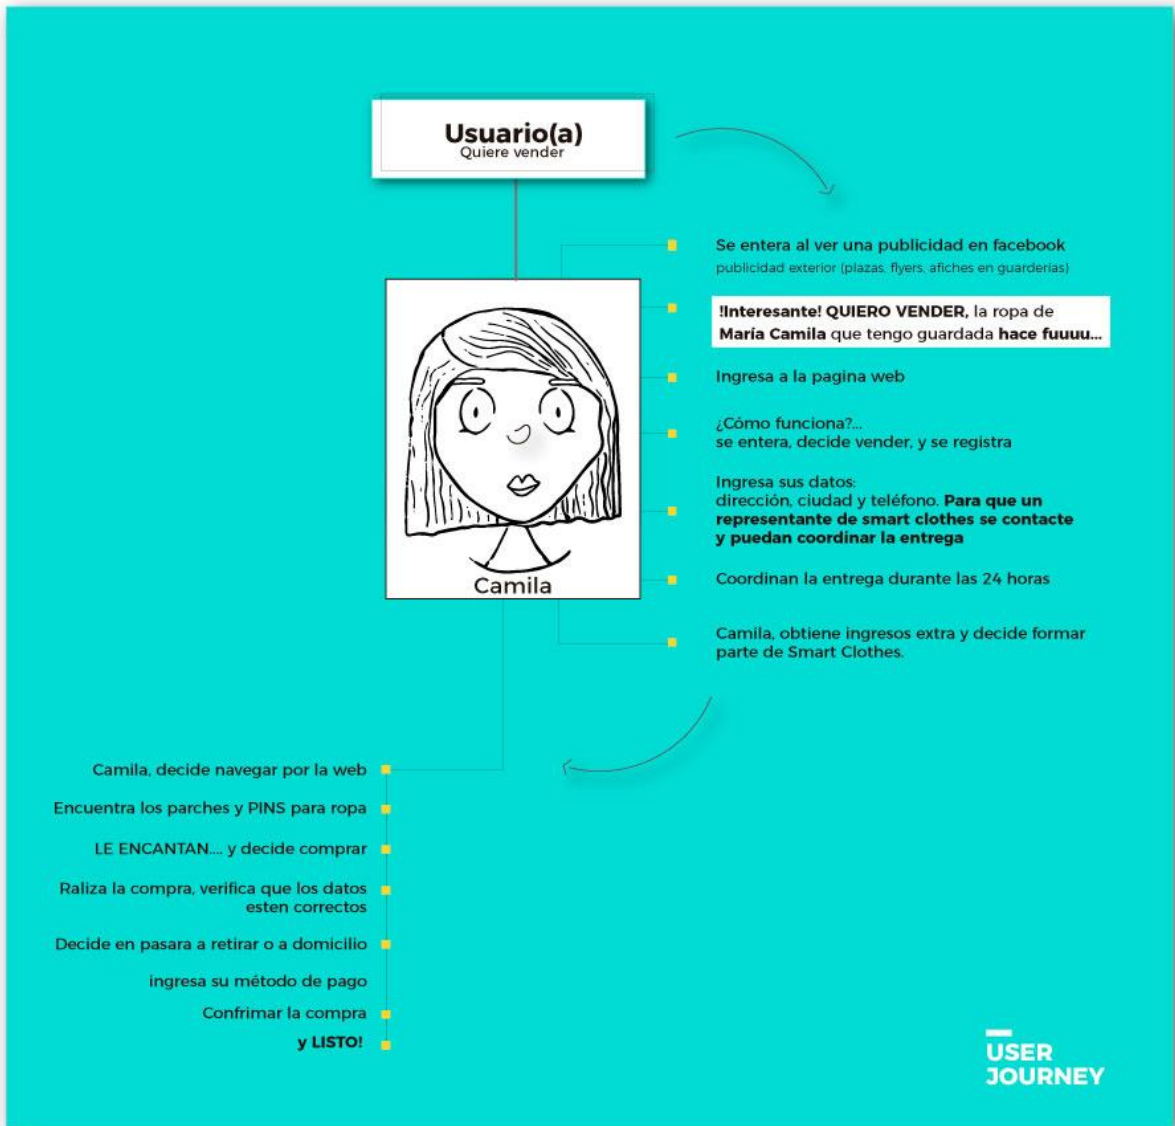 Usuario(a)
Quiere vender
Se entera al ver una publicidad en facebook
publicidad exterior (plazas, flyers, afiches en guarderias)
!Interesante! QUIERO VENDER, la ropa de
María Camila que tengo guardada hace fuuuu...
Ingresa a la pagina web
¿Cómo funciona?...
se entera, decide vender, y se registra
Ingresa sus datos:
dirección, ciudad y teléfono. Para que un
representante de smart clothes se contacte
y puedan coordinar la entrega
Coordinan la entrega durante las 24 horas
Camila, obtiene ingresos extra y decide formar
parte de Smart Clothes.
Camila
Camila, decide navegar por la web
Encuentra los parches y PINS para ropa
LE ENCANTAN.... y decide comprar
Raliza la compra, verifica que los datos
esten correctos
Decide en pasara a retirar o a domicilio
ingresa su método de pago
Confrimar la compra
y LISTO!
USER
JOURNEY